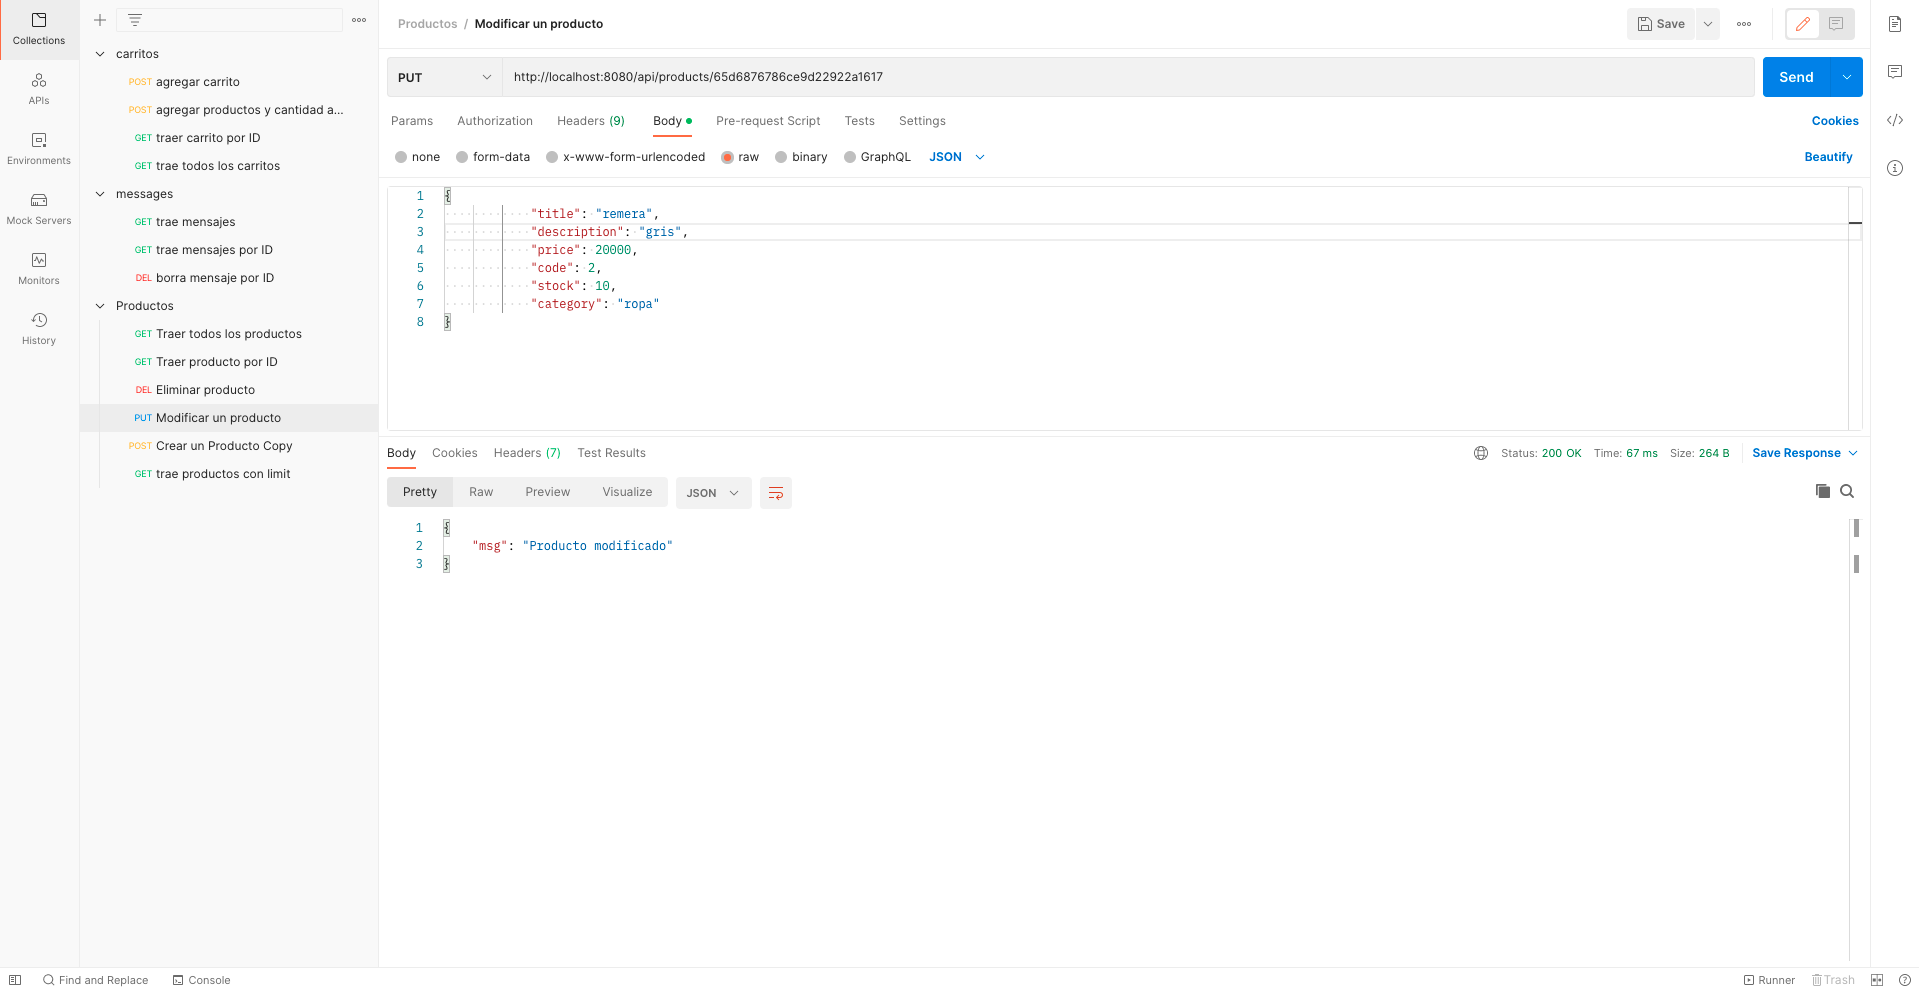 Collections
APIs
Environments
Mock Servers
Monitors
History
carritos
POST agregar carrito
POST agregar productos y cantidad a...
GET traer carrito por ID
GET trae todos los carritos
messages
GET trae mensajes
GET trae mensajes por ID
DEL borra mensaje por ID
Productos
GET Traer todos los productos
GET Traer producto por ID
DEL Eliminar producto
PUT Modificar un producto
POST Crear un Producto Copy
GET trae productos con limit
Productos / Modificar un producto
Save
PUT http://localhost:8080/api/products/65d6876786ce9d22922a1617 Send
Params Authorization Headers (9) Body Pre-request Script Tests Settings Cookies
none form-data x-www-form-urlencoded raw binary GraphQL JSON Beautify
1 {
2 "title": "remera",
3 "description": "gris",
4 "price": 20000,
5 "code": 2,
6 "stock": 10,
7 "category": "ropa"
8 }
Body Cookies Headers (7) Test Results Status: 200 OK Time: 67 ms Size: 264 B Save Response
Pretty Raw Preview Visualize JSON
1 {
2 "msg": "Producto modificado"
3 }
Find and Replace Console Runner Trash